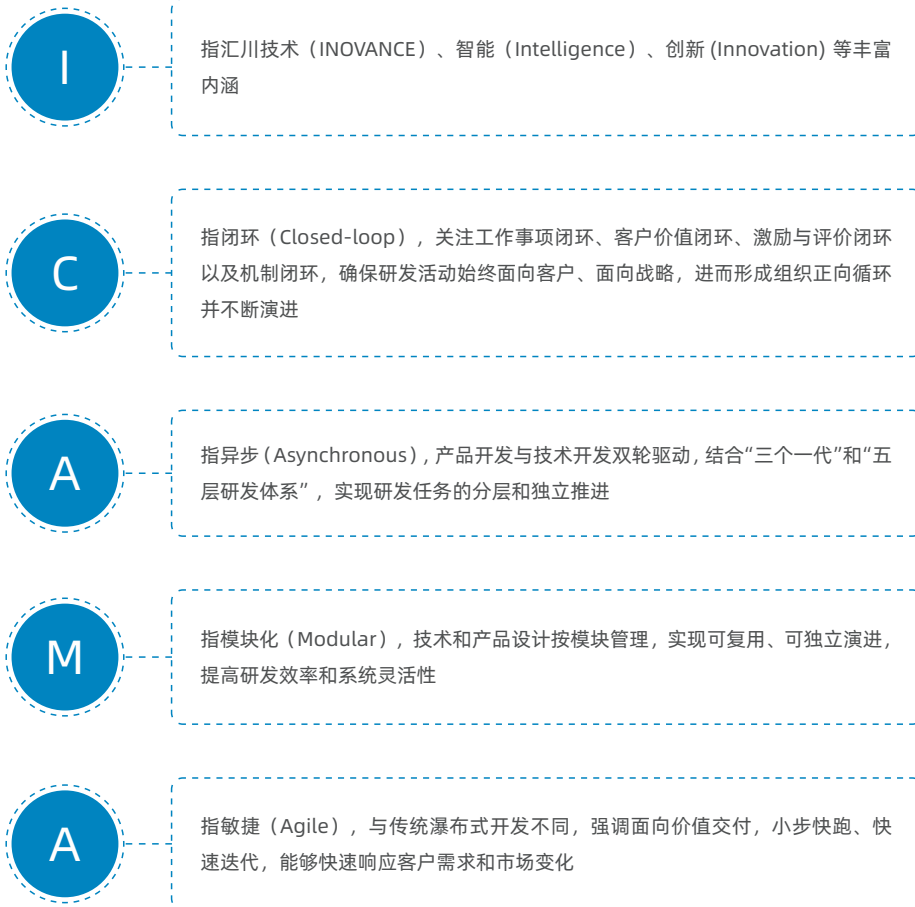 I
指汇川技术（INOVANCE）、智能（Intelligence）、创新 (Innovation) 等丰富
内涵
C
指闭环（Closed-loop），关注工作事项闭环、客户价值闭环、激励与评价闭环
以及机制闭环，确保研发活动始终面向客户、面向战略，进而形成组织正向循环
并不断演进
A
指异步（Asynchronous），产品开发与技术开发双轮驱动，结合“三个一代”和“五
层研发体系”，实现研发任务的分层和独立推进
M
指模块化（Modular），技术和产品设计按模块管理，实现可复用、可独立演进，
提高研发效率和系统灵活性
A
指敏捷（Agile），与传统瀑布式开发不同，强调面向价值交付，小步快跑、快
速迭代，能够快速响应客户需求和市场变化